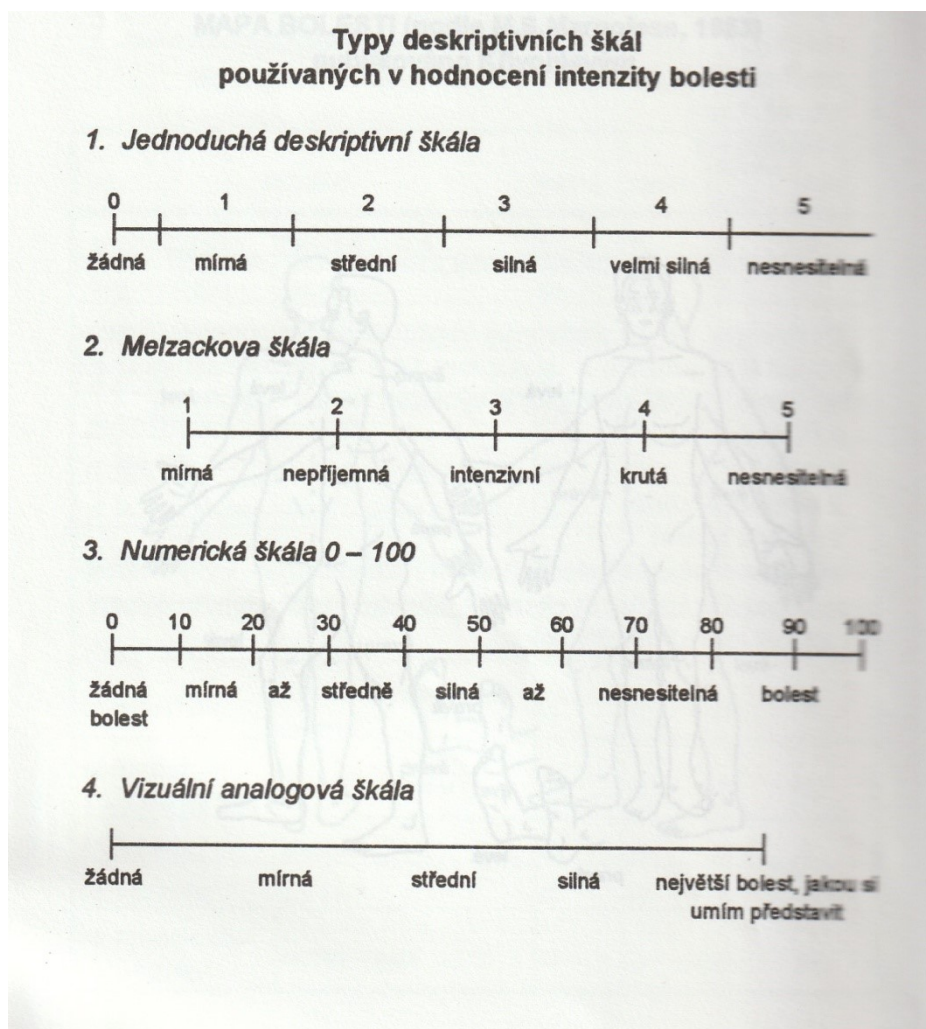 Typy deskriptivních škál
používaných v hodnocení intenzity bolesti
1. Jednoduchá deskriptivní škála
0 1 2 3 4 5
žádná mírná střední silná velmi silná nesnesitelná
2. Melzackova škála
1 2 3 4 5
mírná nepříjemná intenzivní krutá nesnesitelná
3. Numerická škála 0 – 100
0 10 20 30 40 50 60 70 80 90 100
žádná mírná až středně silná až nesnesitelná bolest
bolest
4. Vizuální analogová škála
žádná mírná střední silná největší bolest, jakou si
umím představit